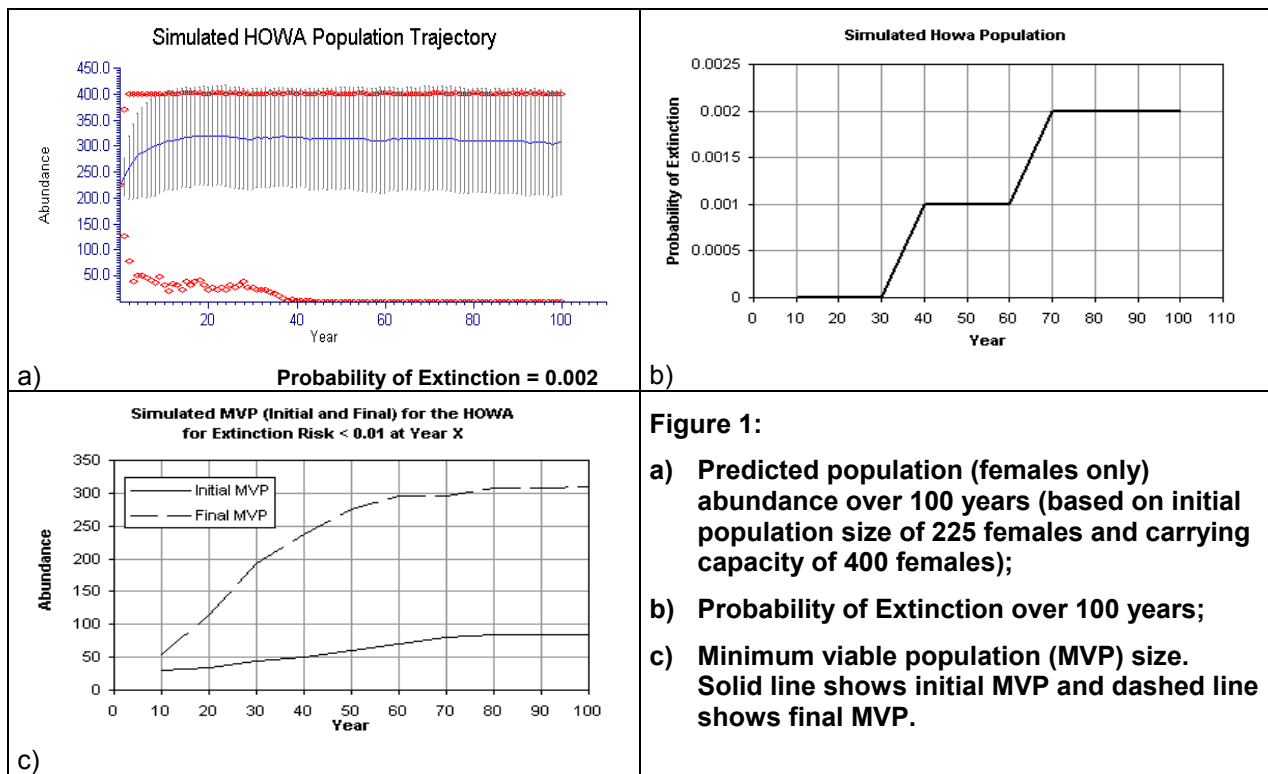 Simulated HOWA Population Trajectory
450.0
400.0
350.0
300.0
250.0
200.0
150.0
100.0
50.0
Abundance
20 40 60 80 100
Year
a) Probability of Extinction = 0.002
Simulated Howa Population
0.0025
0.002
0.0015
0.001
0.0005
0
Probability of Extinction
0 10 20 30 40 50 60 70 80 90 100 110
Year
b)
Simulated MVP (Initial and Final) for the HOWA
for Extinction Risk < 0.01 at Year X
350
300
250
200
150
100
50
0
Abundance
Initial MVP
Final MVP
0 10 20 30 40 50 60 70 80 90 100
Year
c)
Figure 1:
a) Predicted population (females only)
abundance over 100 years (based on initial
population size of 225 females and carrying
capacity of 400 females);
b) Probability of Extinction over 100 years;
c) Minimum viable population (MVP) size.
Solid line shows initial MVP and dashed line
shows final MVP.